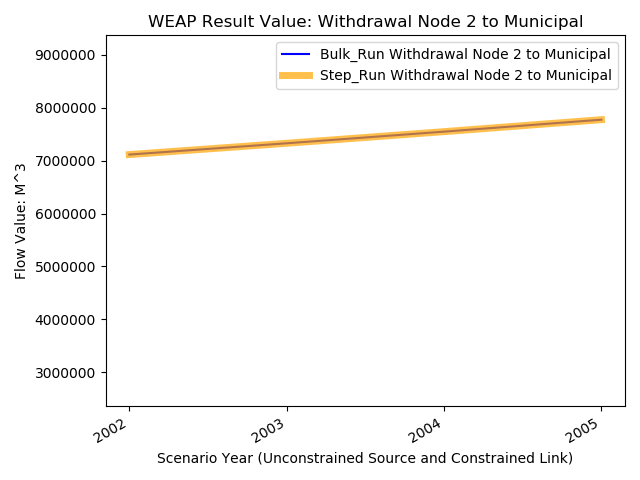 WEAP Result Value: Withdrawal Node 2 to Municipal
Bulk_Run Withdrawal Node 2 to Municipal
Step_Run Withdrawal Node 2 to Municipal
Flow Value: M^3
9000000
8000000
7000000
6000000
5000000
4000000
3000000
2002
2003
2004
2005
Scenario Year (Unconstrained Source and Constrained Link)